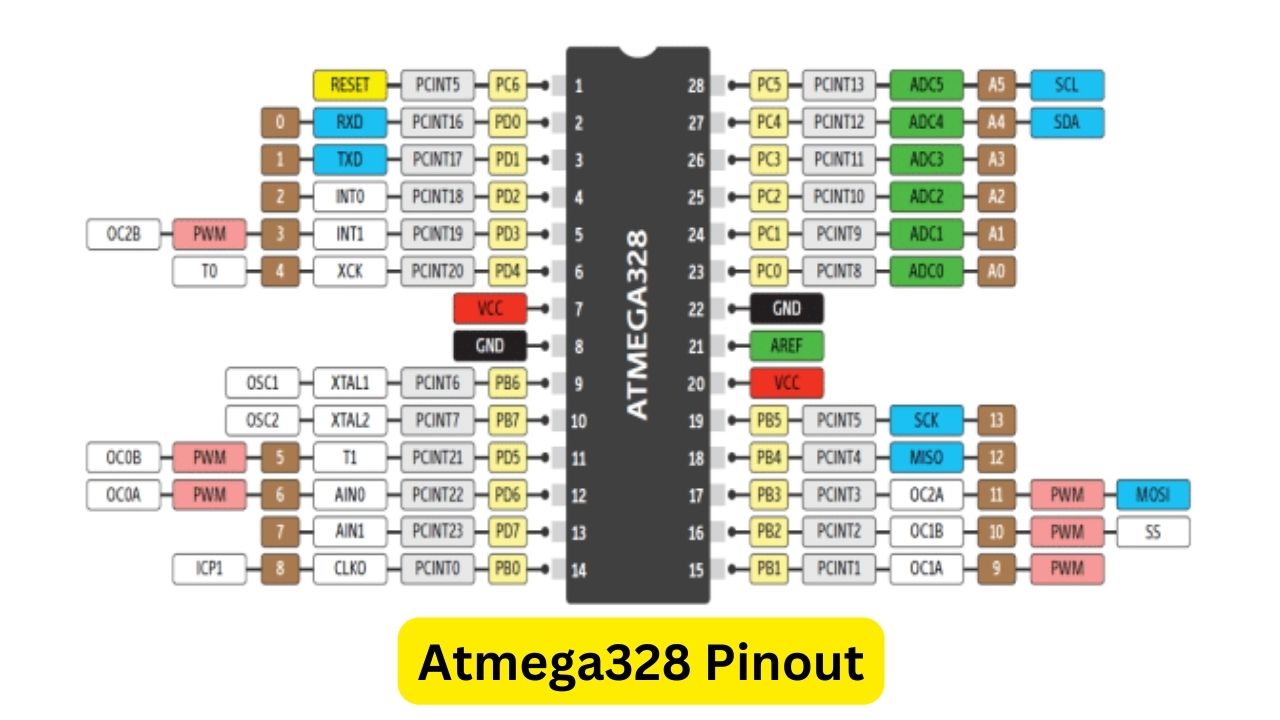 RESET PCINT5 PC6 1 28 PC5 PCINT13 ADC5 A5 SCL
0 RXD PCINT16 PD0 2 27 PC4 PCINT12 ADC4 A4 SDA
1 TXD PCINT17 PD1 3 26 PC3 PCINT11 ADC3 A3
2 INT0 PCINT18 PD2 4 25 PC2 PCINT10 ADC2 A2
OC2B PWM 3 INT1 PCINT19 PD3 5 24 PC1 PCINT9 ADC1 A1
T0 4 XCK PCINT20 PD4 6 23 PC0 PCINT8 ADC0 A0
VCC 7 22 GND
GND 8 21 AREF
OSC1 XTAL1 PCINT6 PB6 9 20 VCC
OSC2 XTAL2 PCINT7 PB7 10 19 PB5 PCINT5 SCK 13
OC0B PWM 5 T1 PCINT21 PD5 11 18 PB4 PCINT4 MISO 12
OC0A PWM 6 AIN0 PCINT22 PD6 12 17 PB3 PCINT3 OC2A 11 PWM MOSI
7 AIN1 PCINT23 PD7 13 16 PB2 PCINT2 OC1B 10 PWM SS
ICP1 8 CLKO PCINT0 PB0 14 15 PB1 PCINT1 OC1A 9 PWM
ATMEGA328
Atmega328 Pinout